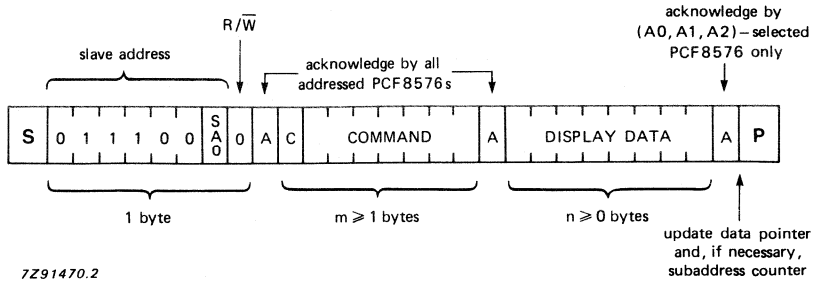 acknowledge by
(A0, A1, A2)–selected
PCF8576 only
R/W̅
slave address
acknowledge by all
addressed PCF8576s
S 0 1 1 1 0 0 SA0 0 A C COMMAND A DISPLAY DATA A P
1 byte
m ⩾ 1 bytes
n ⩾ 0 bytes
update data pointer
and, if necessary,
subaddress counter
7Z91470.2